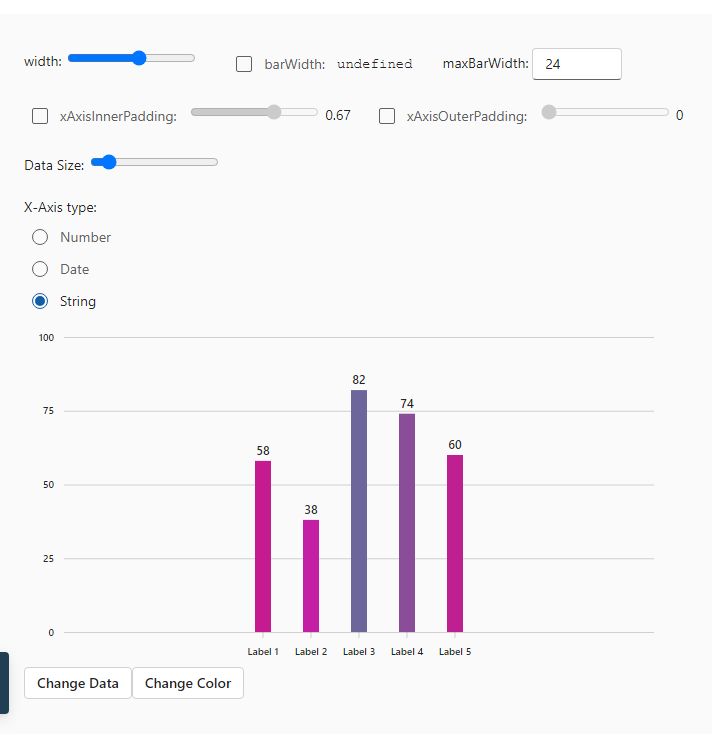 width: barWidth: undefined maxBarWidth: 24
xAxisInnerPadding: 0.67 xAxisOuterPadding: 0
Data Size:
X-Axis type:
Number
Date
String
100
82
75
74
60
58
50
38
25
0
Label 1 Label 2 Label 3 Label 4 Label 5
Change Data Change Color